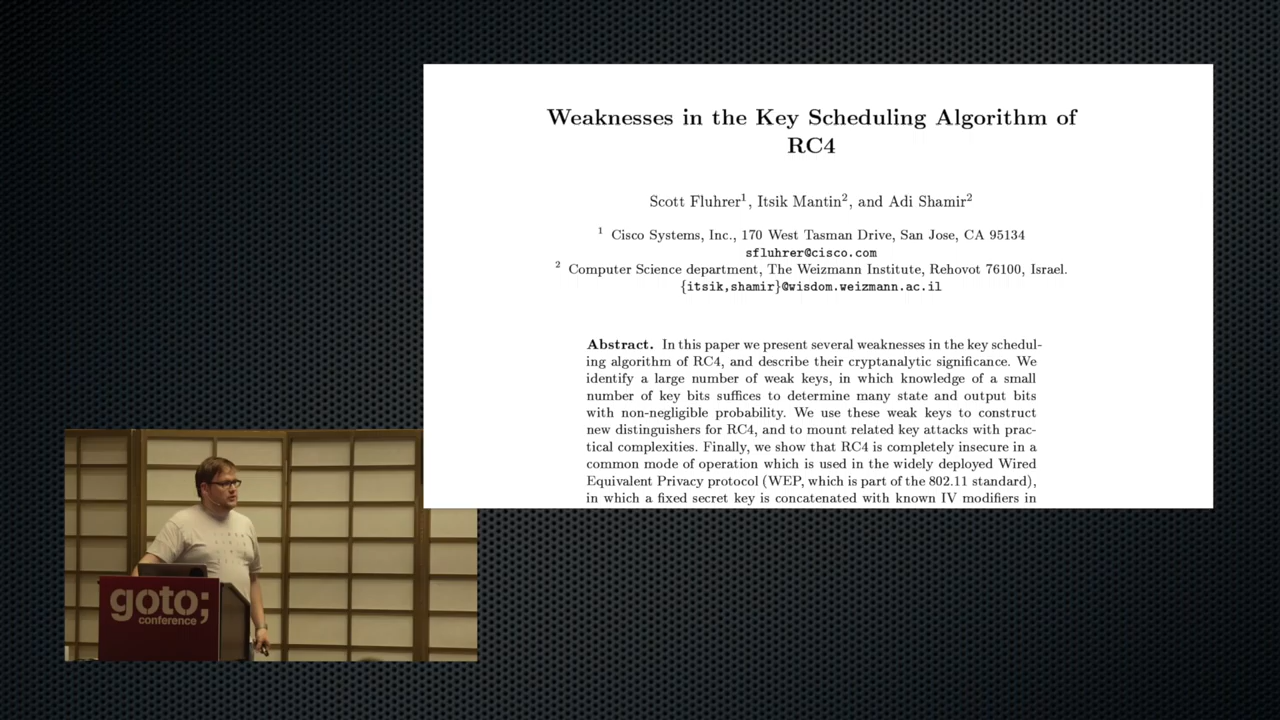 Weaknesses in the Key Scheduling Algorithm of
RC4
Scott Fluhrer1, Itsik Mantin2, and Adi Shamir2
1 Cisco Systems, Inc., 170 West Tasman Drive, San Jose, CA 95134
sfluhrer@cisco.com
2 Computer Science department, The Weizmann Institute, Rehovot 76100, Israel.
{itsik,shamir}@wisdom.weizmann.ac.il
Abstract. In this paper we present several weaknesses in the key schedul-
ing algorithm of RC4, and describe their cryptanalytic significance. We
identify a large number of weak keys, in which knowledge of a small
number of key bits suffices to determine many state and output bits
with non-negligible probability. We use these weak keys to construct
new distinguishers for RC4, and to mount related key attacks with prac-
tical complexities. Finally, we show that RC4 is completely insecure in a
common mode of operation which is used in the widely deployed Wired
Equivalent Privacy protocol (WEP, which is part of the 802.11 standard),
in which a fixed secret key is concatenated with known IV modifiers in
goto;
conference